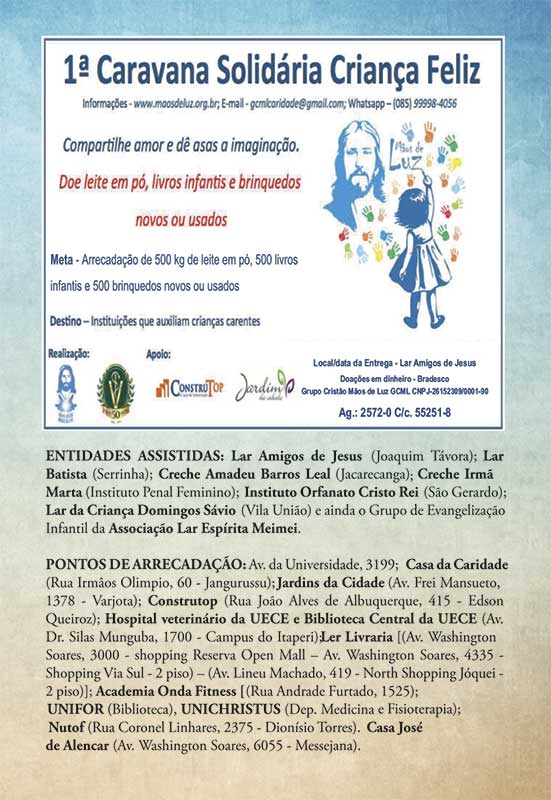 1ª Caravana Solidária Criança Feliz
Informações - www.maosdeluz.org.br; E-mail - gcmlcaridade@gmail.com; Whatsapp – (085) 99998-4056
Compartilhe amor e dê asas a imaginação.
Doe leite em pó, livros infantis e brinquedos
novos ou usados
Mãos de
Luz
Meta - Arrecadação de 500 kg de leite em pó, 500 livros
infantis e 500 brinquedos novos ou usados
Destino – Instituições que auxiliam crianças carentes
Realização:
Apoio:
50
CONSTRUTOP
Jardim
da cidade
Local/data da Entrega - Lar Amigos de Jesus
Doações em dinheiro - Bradesco
Grupo Cristão Mãos de Luz GCML CNPJ-26152309/0001-90
Ag.: 2572-0 C/c. 55251-8
ENTIDADES ASSISTIDAS: Lar Amigos de Jesus (Joaquim Távora); Lar
Batista (Serrinha); Creche Amadeu Barros Leal (Jacarecanga); Creche Irmã
Marta (Instituto Penal Feminino); Instituto Orfanato Cristo Rei (São Gerardo);
Lar da Criança Domingos Sávio (Vila União) e ainda o Grupo de Evangelização
Infantil da Associação Lar Espírita Meimei.
PONTOS DE ARRECADAÇÃO: Av. da Universidade, 3199; Casa da Caridade
(Rua Irmâos Olimpio, 60 - Jangurussu); Jardins da Cidade (Av. Frei Mansueto,
1378 - Varjota); Construtop (Rua João Alves de Albuquerque, 415 - Edson
Queiroz); Hospital veterinário da UECE e Biblioteca Central da UECE (Av.
Dr. Silas Munguba, 1700 - Campus do Itaperi);Ler Livraria [(Av. Washington
Soares, 3000 - shopping Reserva Open Mall – Av. Washington Soares, 4335 -
Shopping Via Sul - 2 piso) – (Av. Lineu Machado, 419 - North Shopping Jóquei -
2 piso)]; Academia Onda Fitness [(Rua Andrade Furtado, 1525);
UNIFOR (Biblioteca), UNICHRISTUS (Dep. Medicina e Fisioterapia);
Nutof (Rua Coronel Linhares, 2375 - Dionísio Torres). Casa José
de Alencar (Av. Washington Soares, 6055 - Messejana).